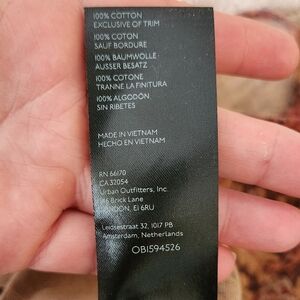 100% COTTON
EXCLUSIVE OF TRIM
100% COTON
SAUF BORDURE
100% BAUMWOLLE
AUSSER BESATZ
100% COTONE
TRANNE LA FINITURA
100% ALGODÓN
SIN RIBETES
MADE IN VIETNAM
HECHO EN VIETNAM
RN 66170
CA 32054
Urban Outfitters, Inc.
Brick Lane
LONDON, E1 6RU
Leidsestraat 32, 1017 PB
Amsterdam, Netherlands
OB1594526